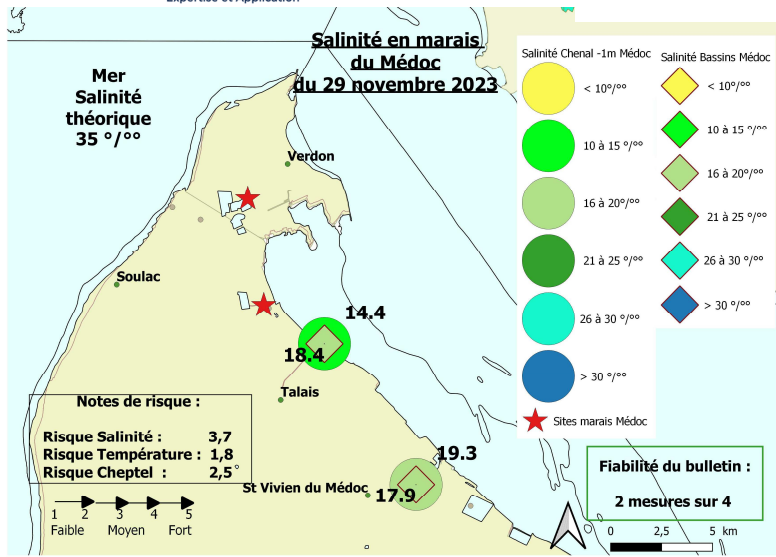 Expertise et Application
Salinité en marais
du Médoc
du 29 novembre 2023
Mer
Salinité
théorique
35 °/°°
Verdon
Soulac
14.4
18.4
Talais
19.3
17.9
St Vivien du Médoc
Notes de risque :
Risque Salinité : 3,7
Risque Température : 1,8
Risque Cheptel : 2,5°
1 2 3 4 5
Faible Moyen Fort
Salinité Chenal -1m Médoc
< 10°/°°
10 à 15 °/°°
16 à 20°/°°
21 à 25 °/°°
26 à 30 °/°°
> 30 °/°°
Sites marais Médoc
Salinité Bassins Médoc
< 10°/°°
10 à 15 °/°°
16 à 20°/°°
21 à 25 °/°°
26 à 30 °/°°
> 30 °/°°
Fiabilité du bulletin :
2 mesures sur 4
0 2,5 5 km